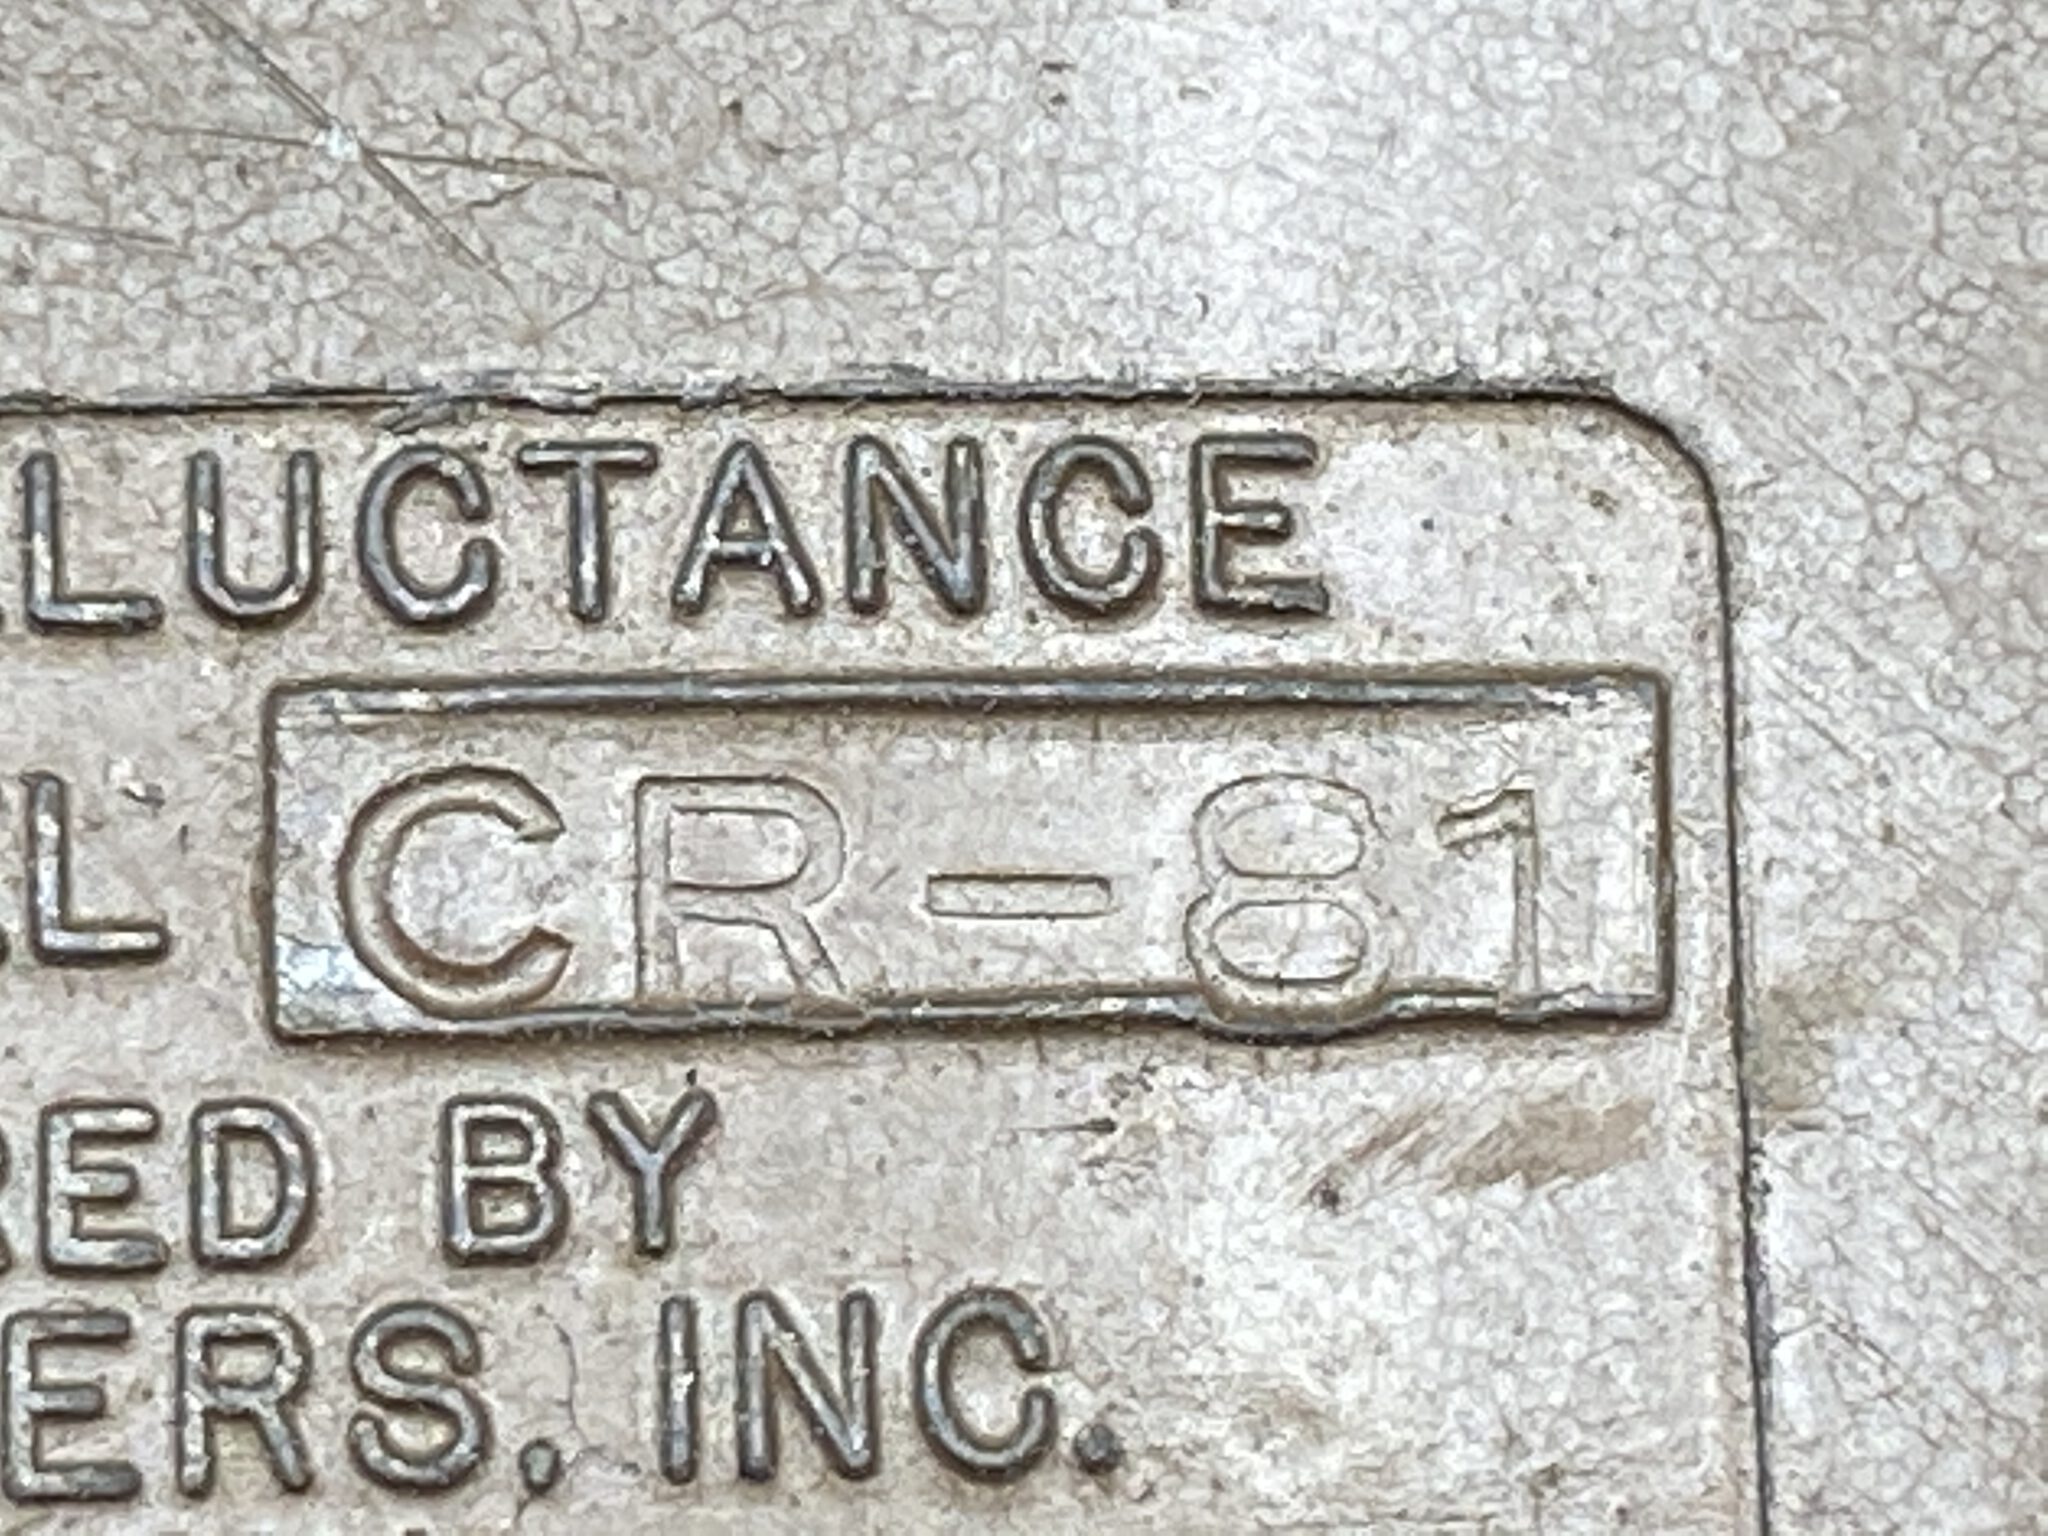 LUCTANCE
L CR-81
RED BY
ERS, INC.